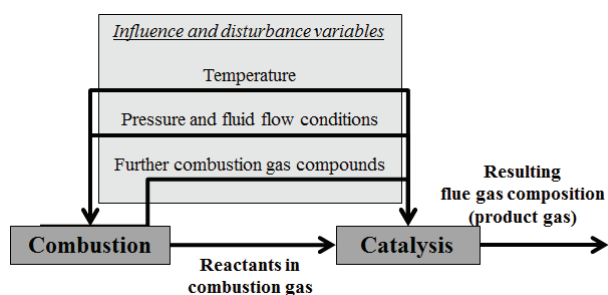 Influence and disturbance variables
Temperature
Pressure and fluid flow conditions
Further combustion gas compounds
Resulting
flue gas composition
(product gas)
Combustion
Catalysis
Reactants in
combustion gas